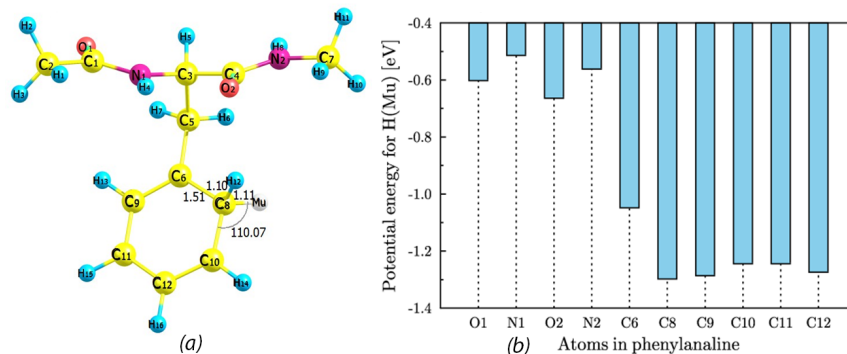 H2
O1
H5
H8
H11
C2
H1
C1
N1
H4
C3
C4
O2
N2
C7
H9
H10
H3
H7
C5
H6
C6
1.10
H12
1.11
H13
1.51
C8
Mu
C9
110.07
C11
C10
H15
C12
H14
H16
(a)
Potential energy for H(Mu) [eV]
-0.4
-0.6
-0.8
-1.0
-1.2
-1.4
O1 N1 O2 N2 C6 C8 C9 C10 C11 C12
(b)
Atoms in phenylanaline